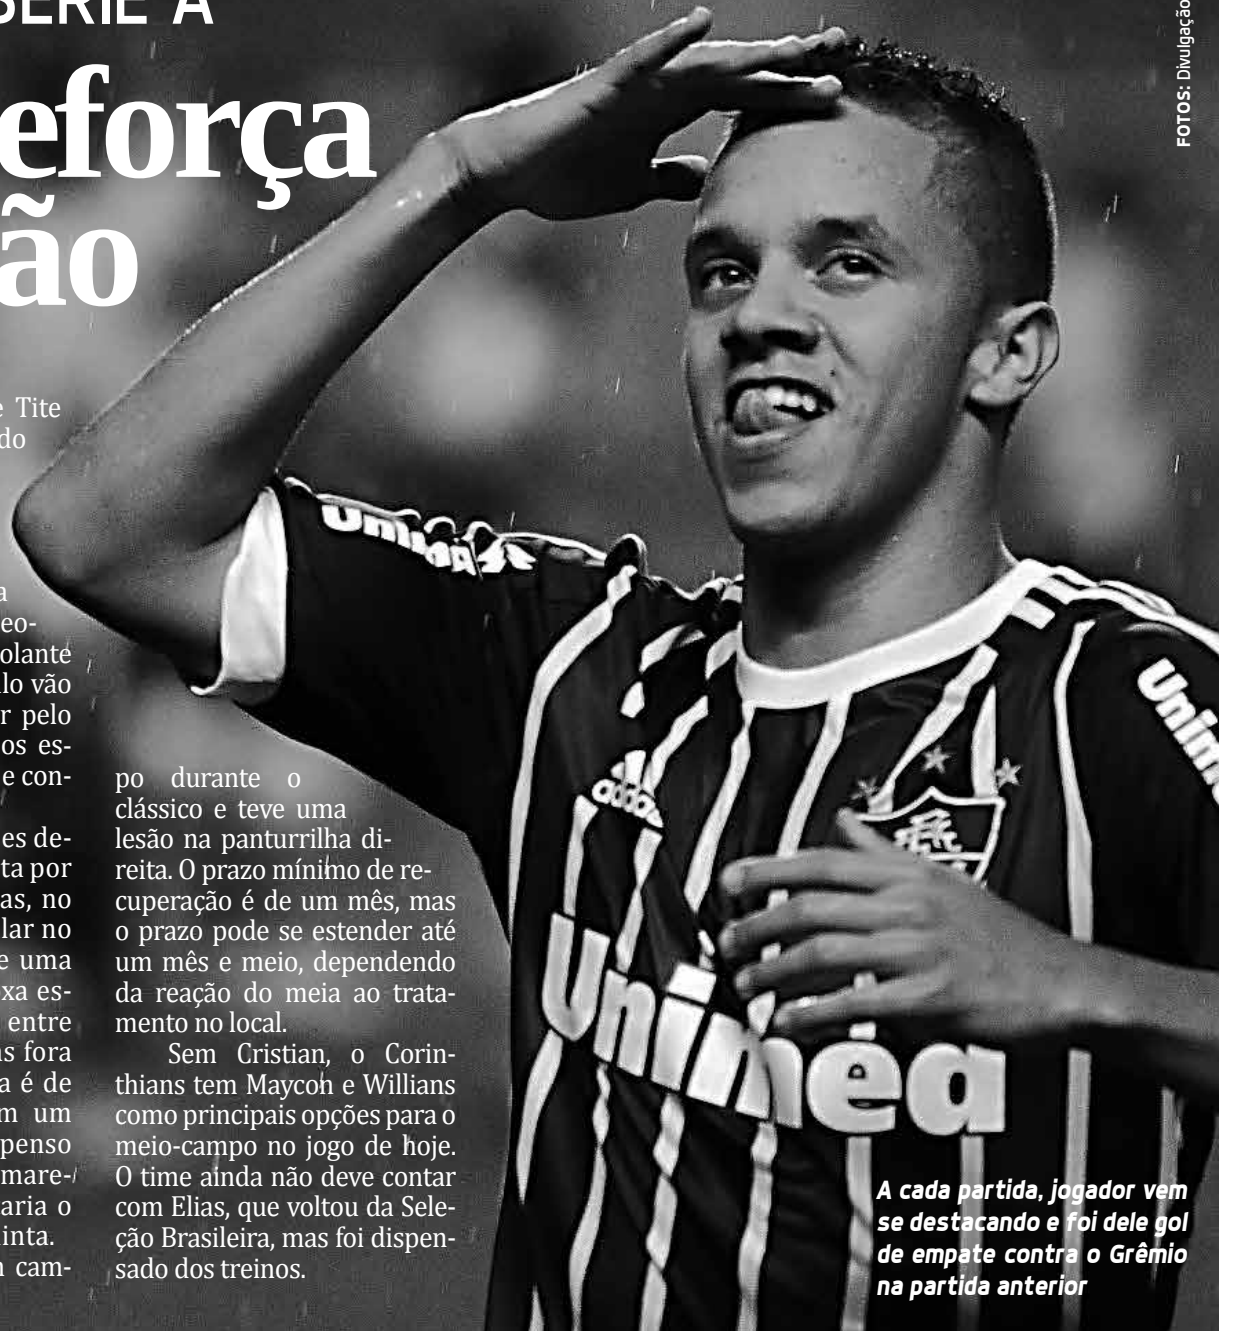 SÉRIE A
eforça
ão
FOTOS: Divulgação
e Tite
do
a
eo-
olante
lo vão
r pelo
os es-
e con-
es de-
ta por
as, no
lar no
e uma
xa es-
entre
s fora
a é de
m um
penso
mare-
aria o
inta.
cam-
po durante o
clássico e teve uma
lesão na panturrilha di-
reita. O prazo mínimo de re-
cuperação é de um mês, mas
o prazo pode se estender até
um mês e meio, dependendo
da reação do meia ao trata-
mento no local.
Sem Cristian, o Corin-
thians tem Maycon e Willians
como principais opções para o
meio-campo no jogo de hoje.
O time ainda não deve contar
com Elias, que voltou da Sele-
ção Brasileira, mas foi dispen-
sado dos treinos.
Unimed
Unim
adidas
Unimed
A cada partida, jogador vem
se destacando e foi dele gol
de empate contra o Grêmio
na partida anterior